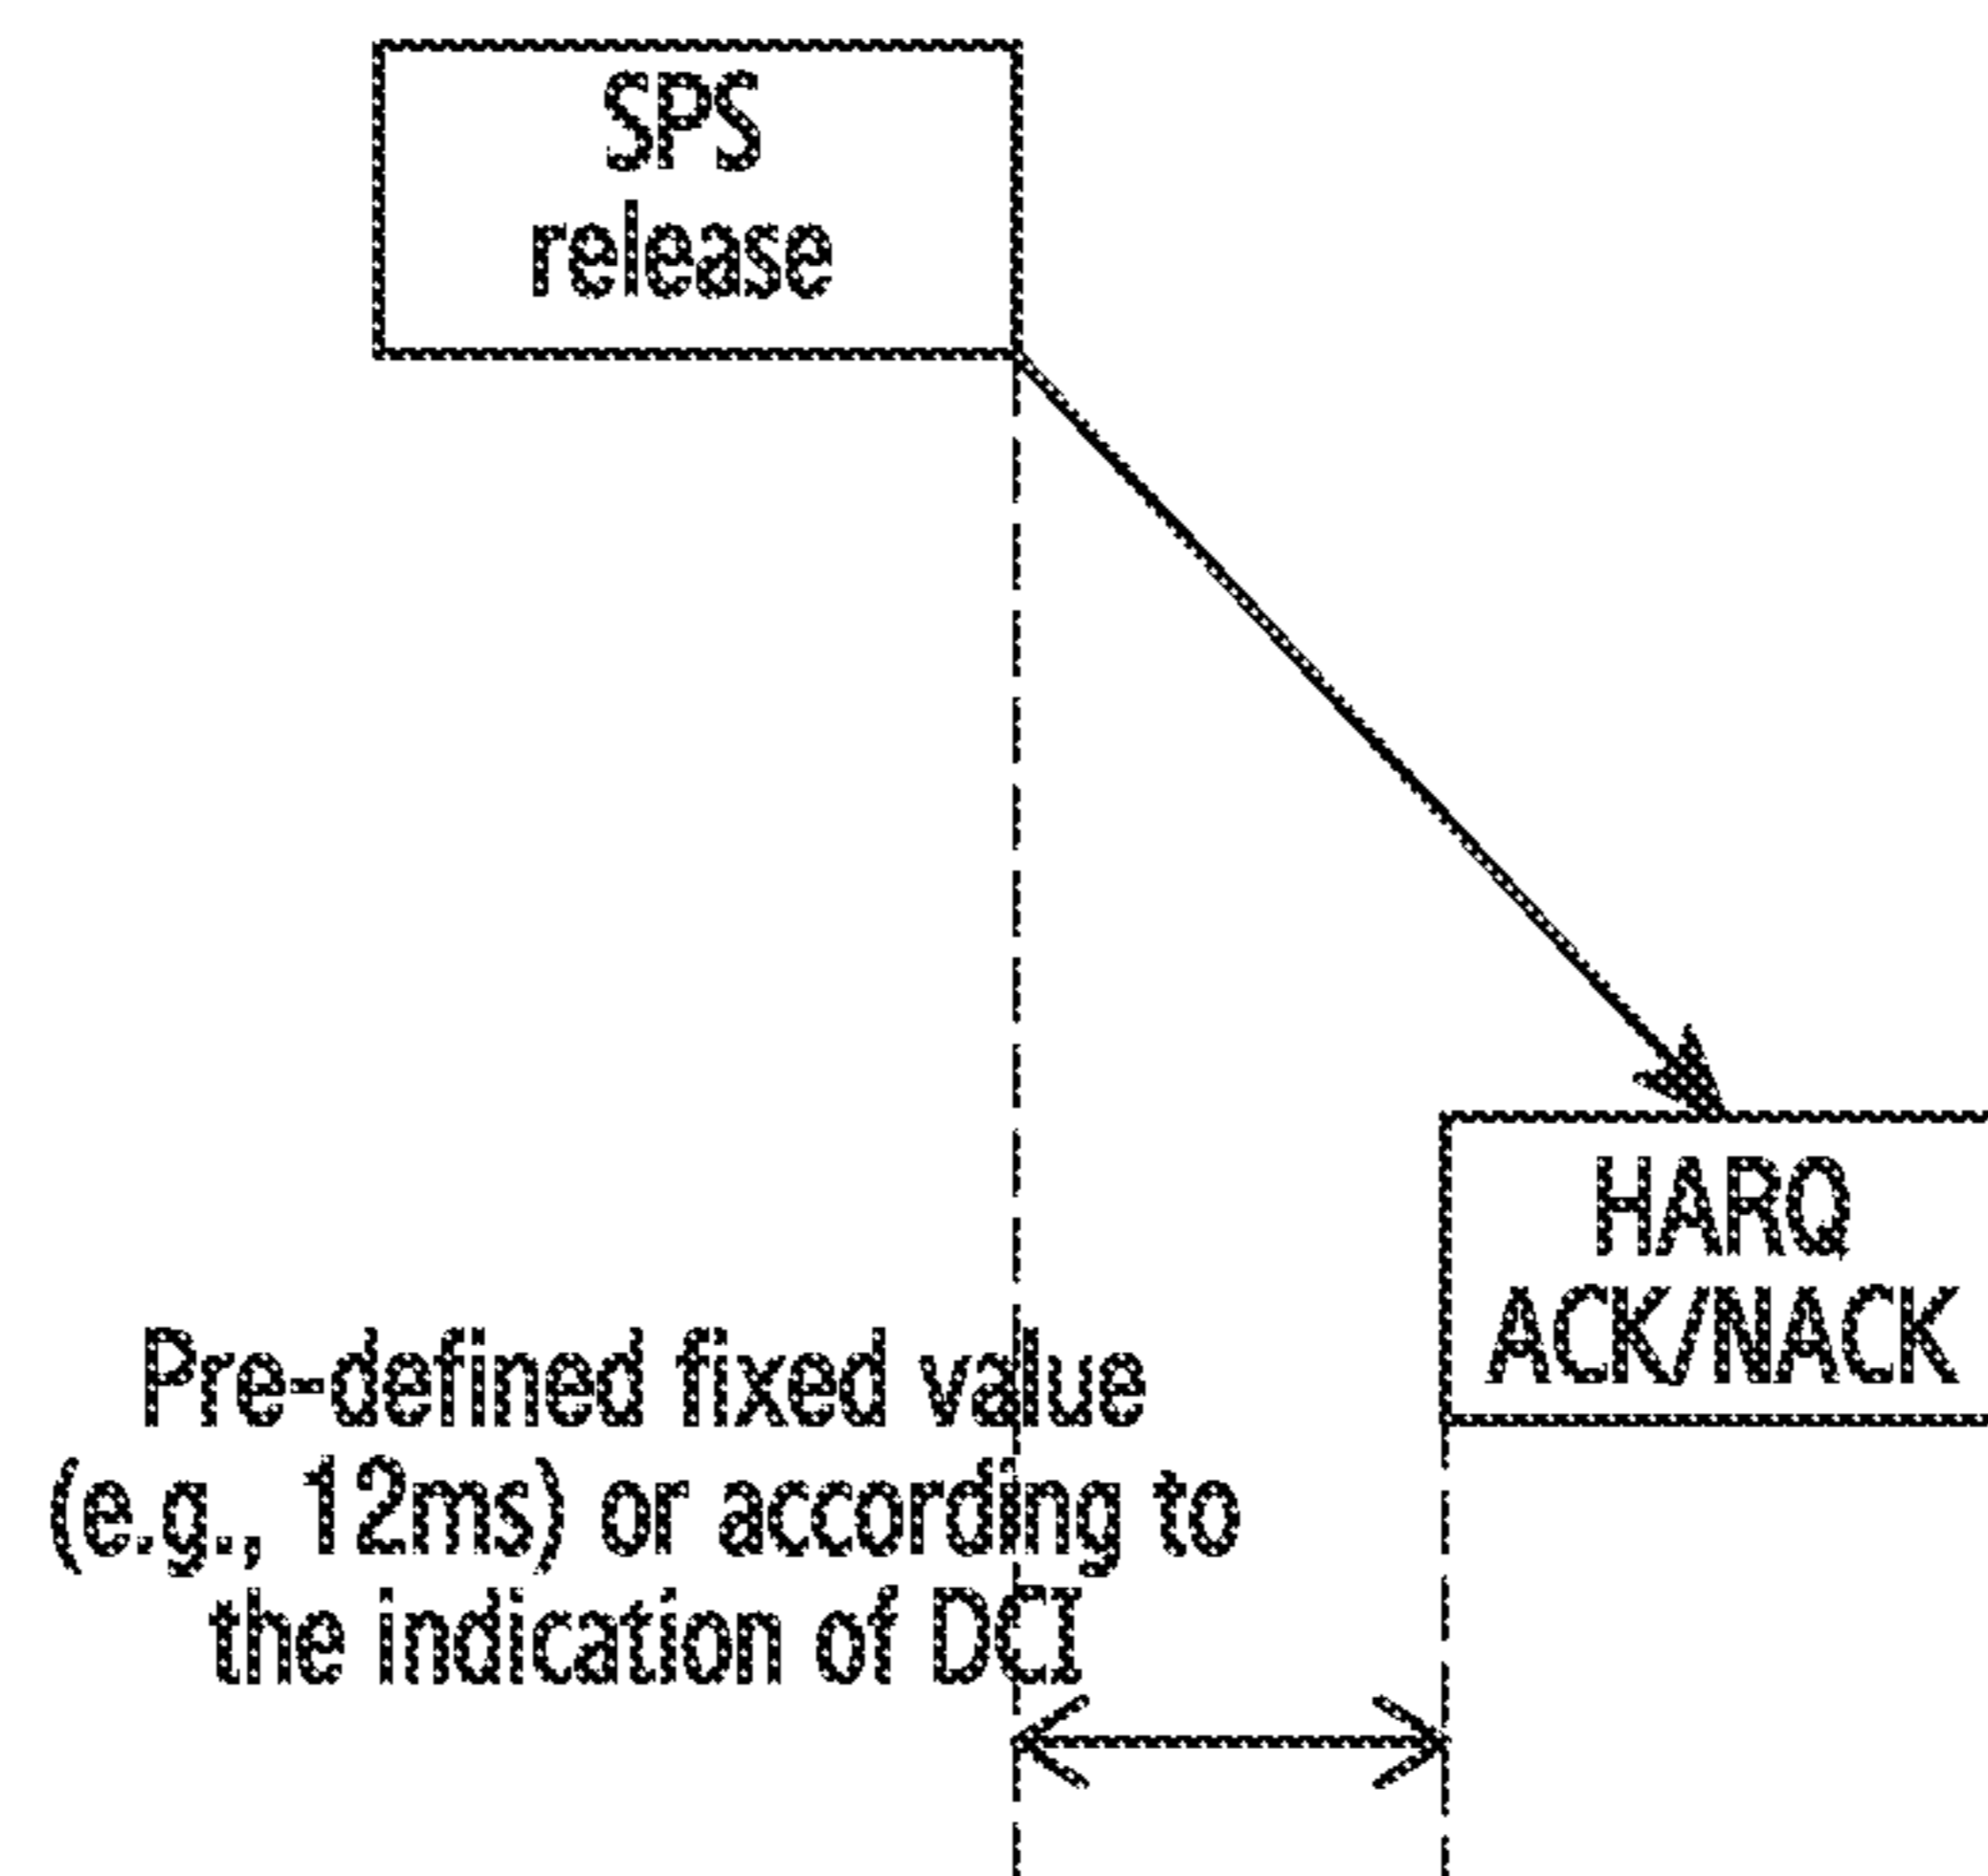 SPS
release
HARQ
ACK/NACK
Pre-defined fixed value
(e.g., 12ms) or according to
the indication of DCI